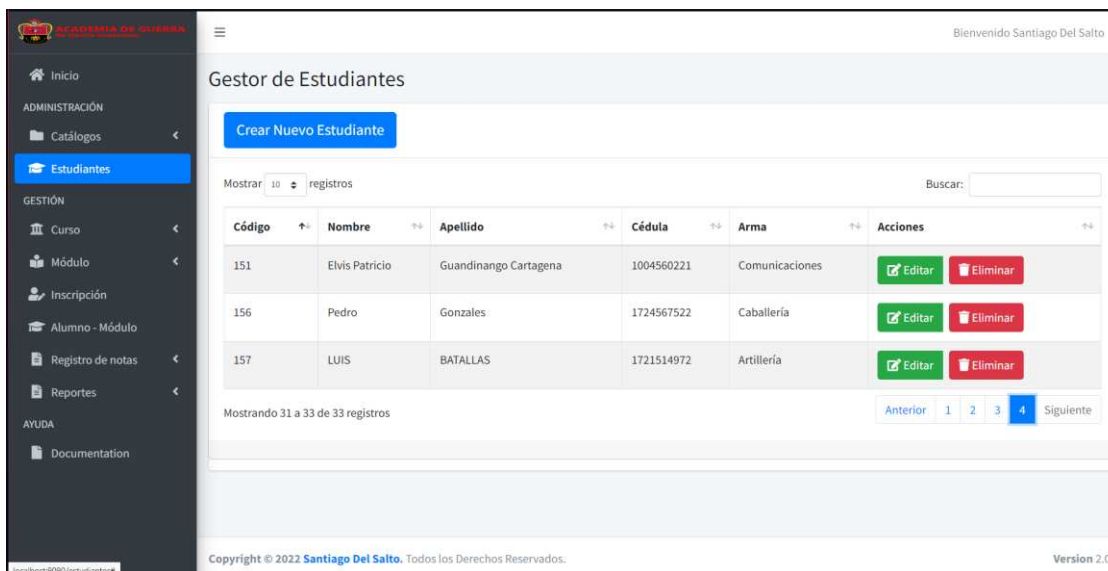 ACADEMIA DE GUERRA
Bienvenido Santiago Del Salto
Inicio
ADMINISTRACIÓN
Catálogos
Estudiantes
GESTIÓN
Curso
Módulo
Inscripción
Alumno - Módulo
Registro de notas
Reportes
AYUDA
Documentation
Gestor de Estudiantes
Crear Nuevo Estudiante
Mostrar 10 registros
Buscar:
Código Nombre Apellido Cédula Arma Acciones
151 Elvis Patricio Guandinango Cartagena 1004560221 Comunicaciones Editar Eliminar
156 Pedro Gonzales 1724567522 Caballería Editar Eliminar
157 LUIS BATALLAS 1721514972 Artillería Editar Eliminar
Mostrando 31 a 33 de 33 registros
Anterior 1 2 3 4 Siguiente
Copyright © 2022 Santiago Del Salto. Todos los Derechos Reservados.
Version 2.0